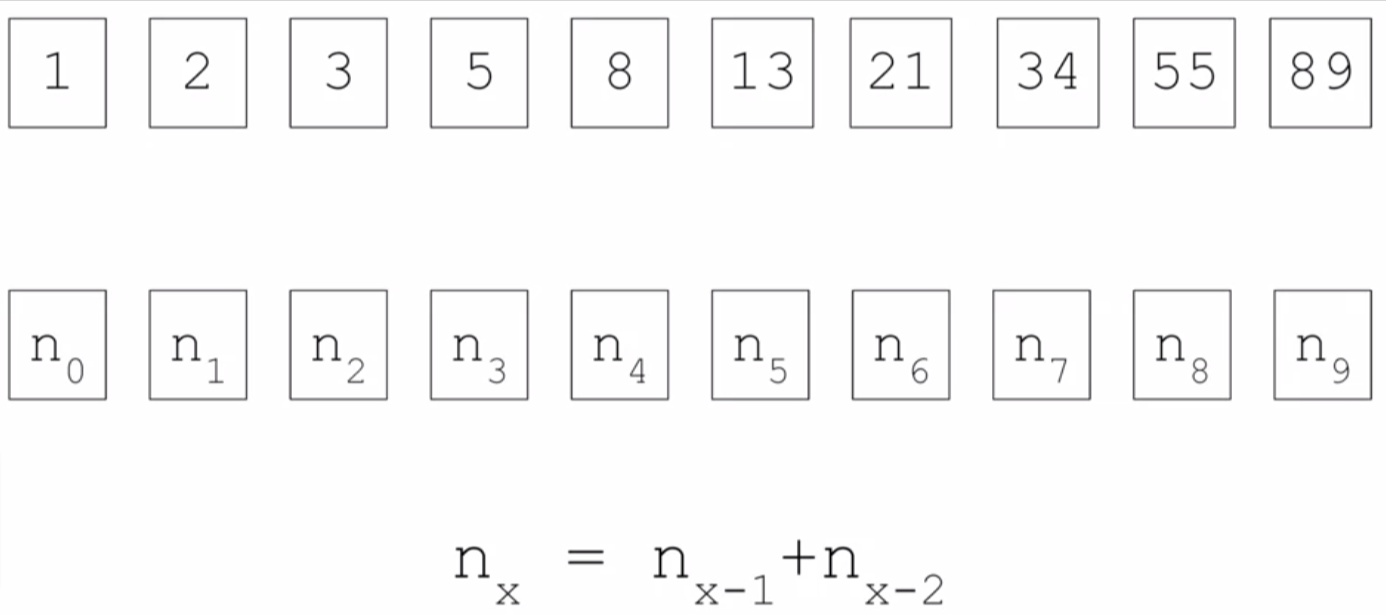 1 2 3 5 8 13 21 34 55 89
n₀ n₁ n₂ n₃ n₄ n₅ n₆ n₇ n₈ n₉
nₓ = nₓ₋₁+nₓ₋₂